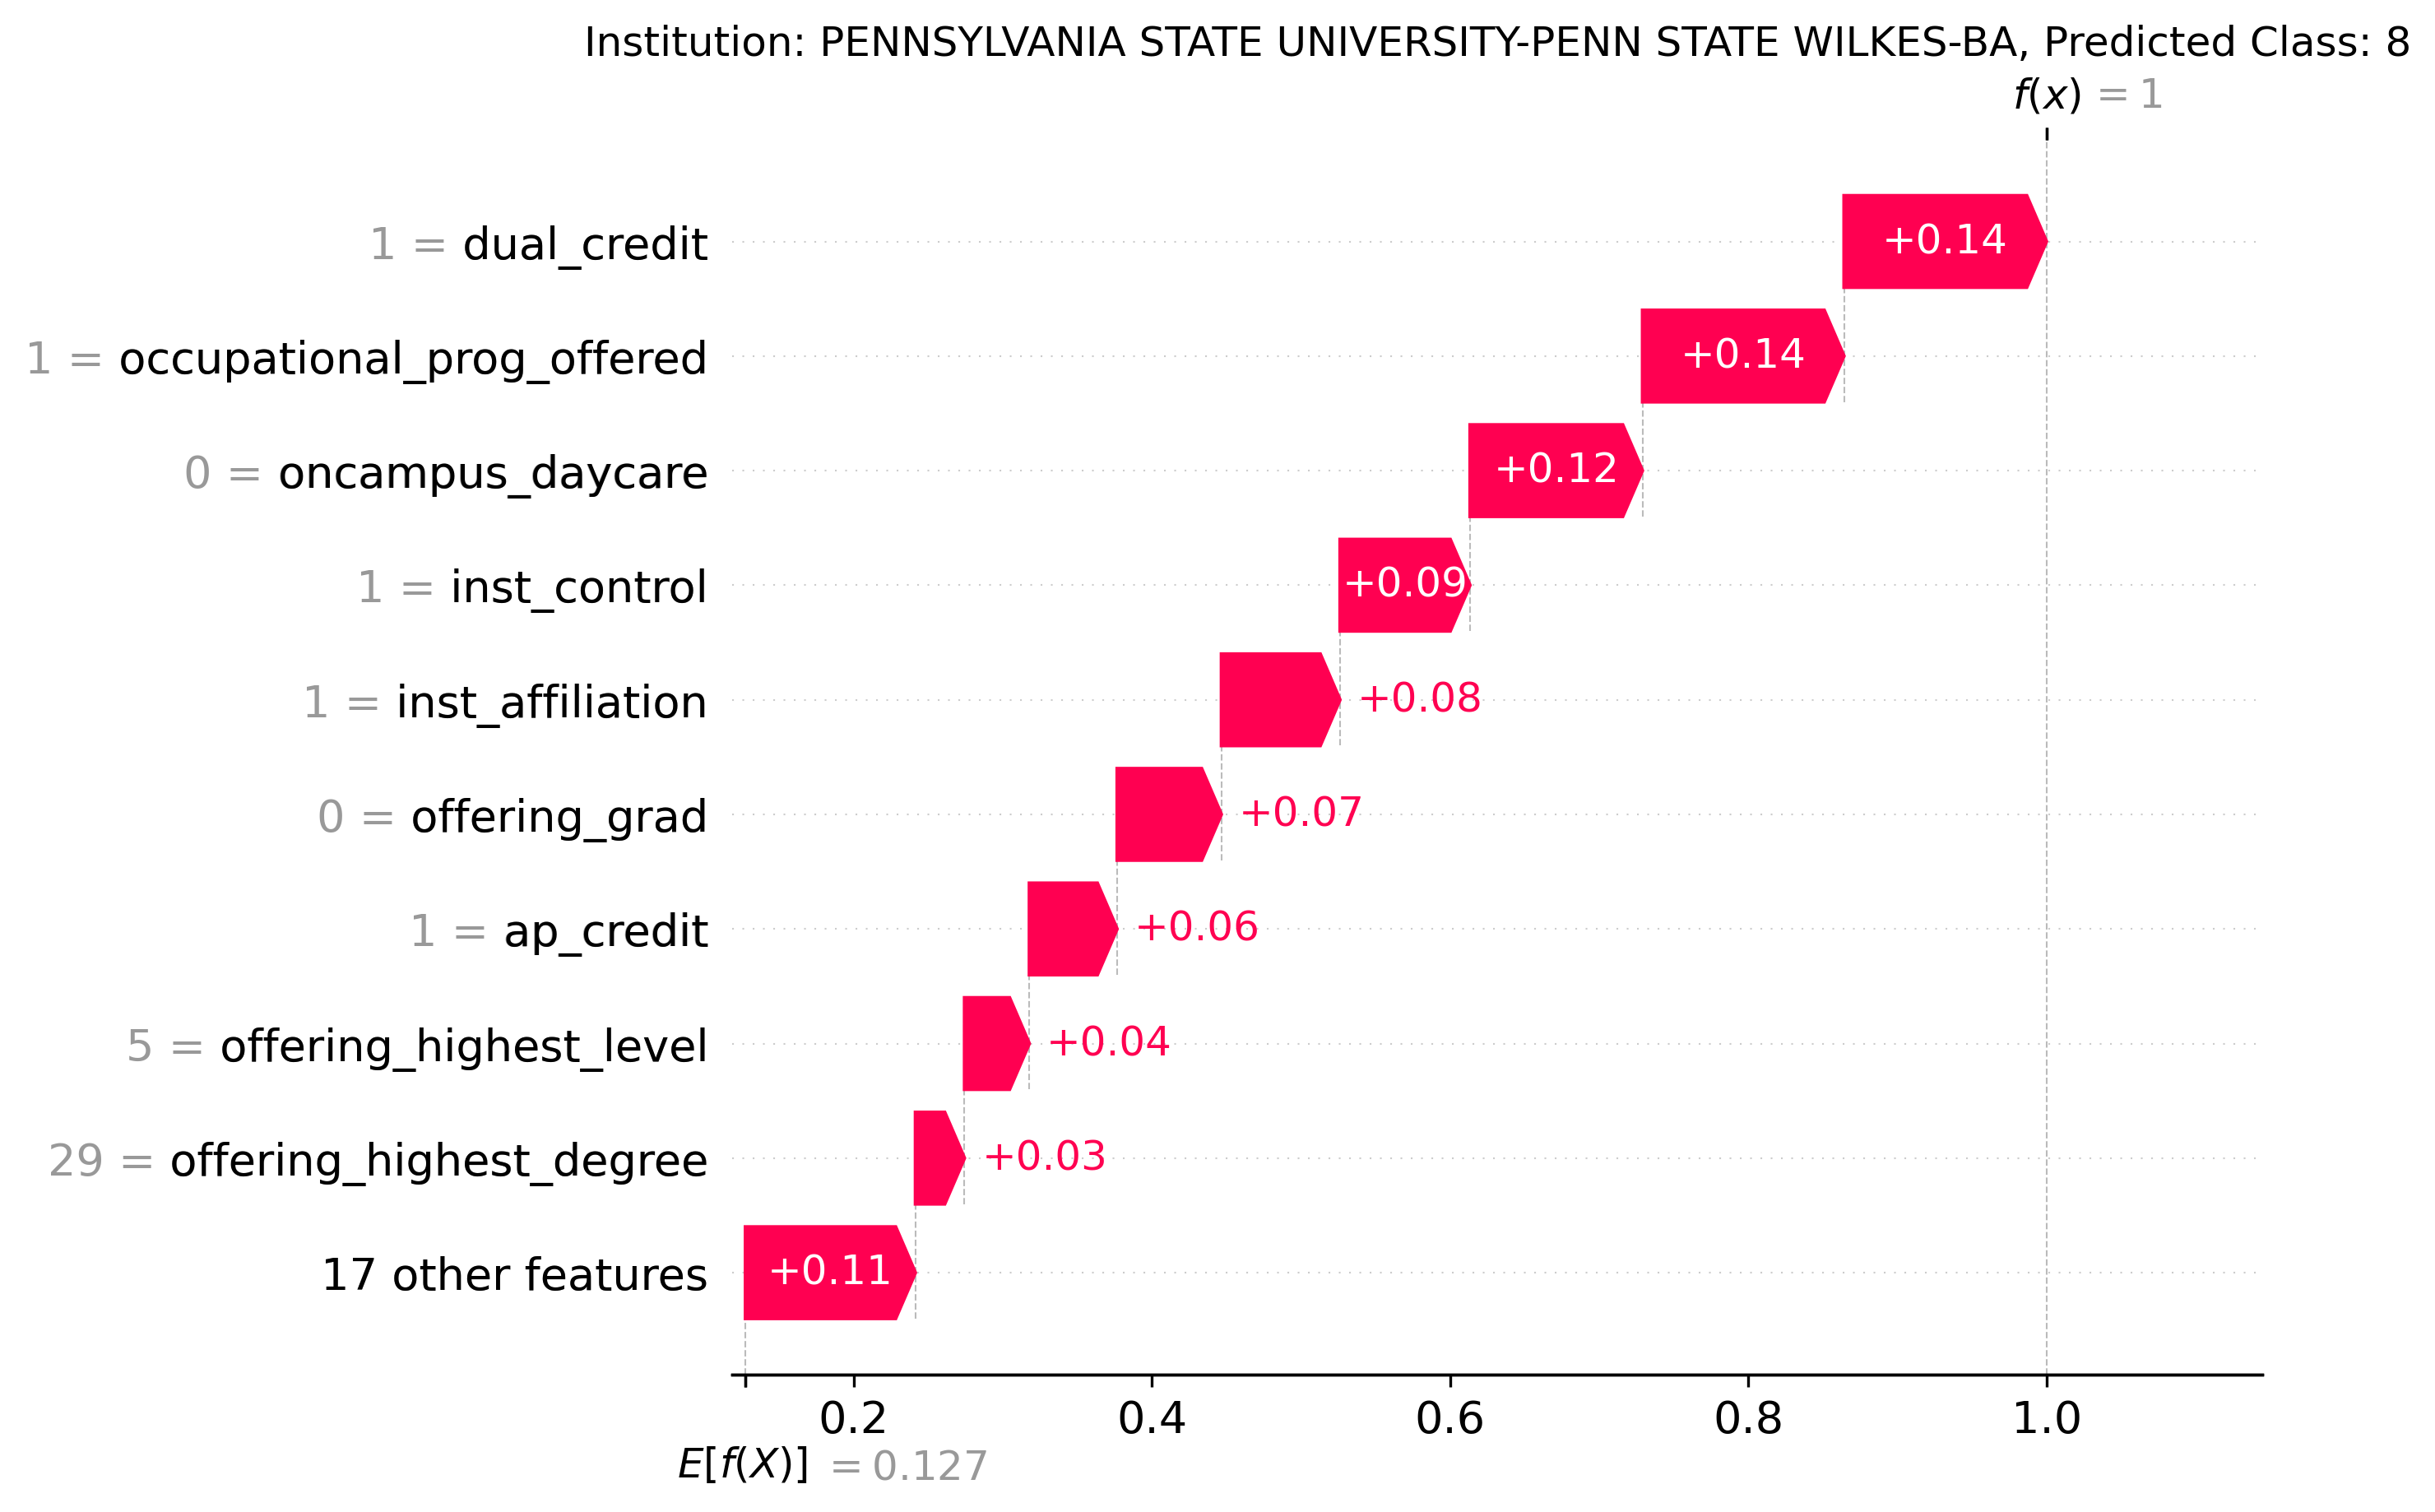 Institution: PENNSYLVANIA STATE UNIVERSITY-PENN STATE WILKES-BA, Predicted Class: 8
f(x) = 1
1 = dual_credit
+0.14
1 = occupational_prog_offered
+0.14
0 = oncampus_daycare
+0.12
1 = inst_control
+0.09
1 = inst_affiliation
+0.08
0 = offering_grad
+0.07
1 = ap_credit
+0.06
5 = offering_highest_level
+0.04
29 = offering_highest_degree
+0.03
17 other features
+0.11
0.2 0.4 0.6 0.8 1.0
E[f(X)] = 0.127